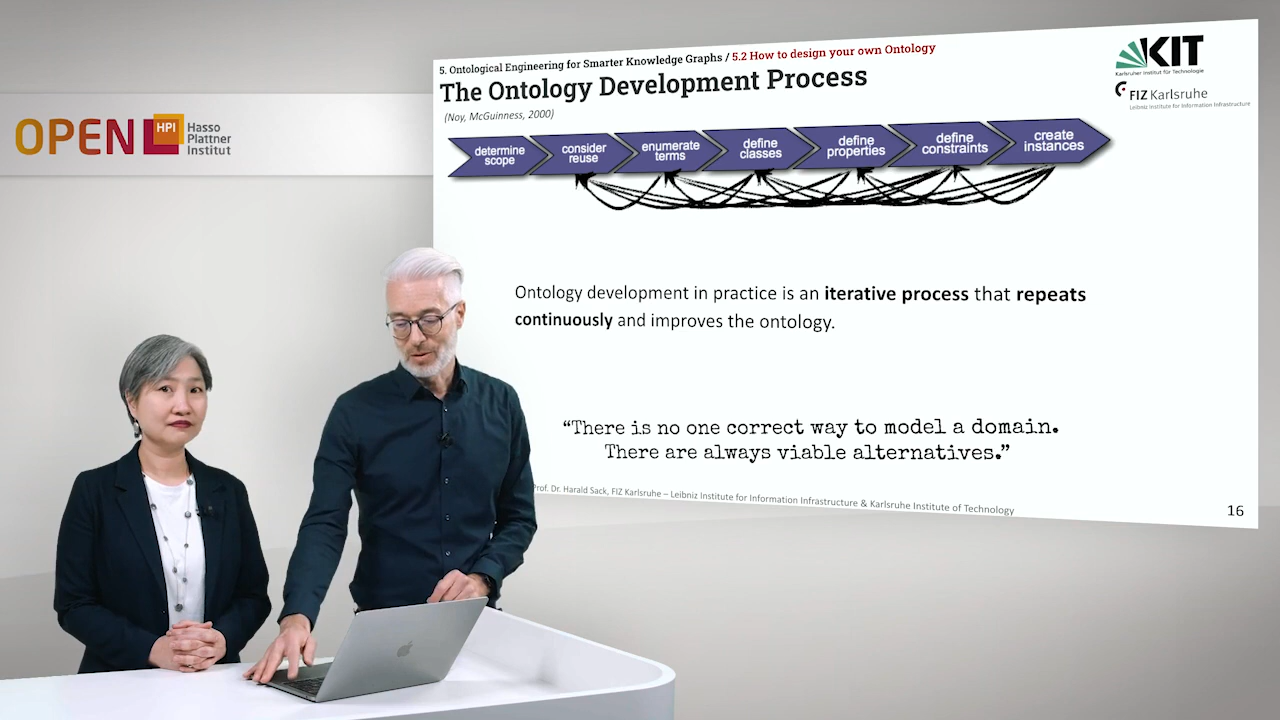 OPEN HPI Hasso
Plattner
Institut
5. Ontological Engineering for Smarter Knowledge Graphs / 5.2 How to design your own Ontology
The Ontology Development Process
(Noy, McGuinness, 2000)
KIT
Karlsruher Institut für Technologie
FIZ Karlsruhe
Leibniz Institute for Information Infrastructure
determine
scope
consider
reuse
enumerate
terms
define
classes
define
properties
define
constraints
create
instances
Ontology development in practice is an iterative process that repeats
continuously and improves the ontology.
“There is no one correct way to model a domain.
There are always viable alternatives.”
Prof. Dr. Harald Sack, FIZ Karlsruhe – Leibniz Institute for Information Infrastructure & Karlsruhe Institute of Technology
16